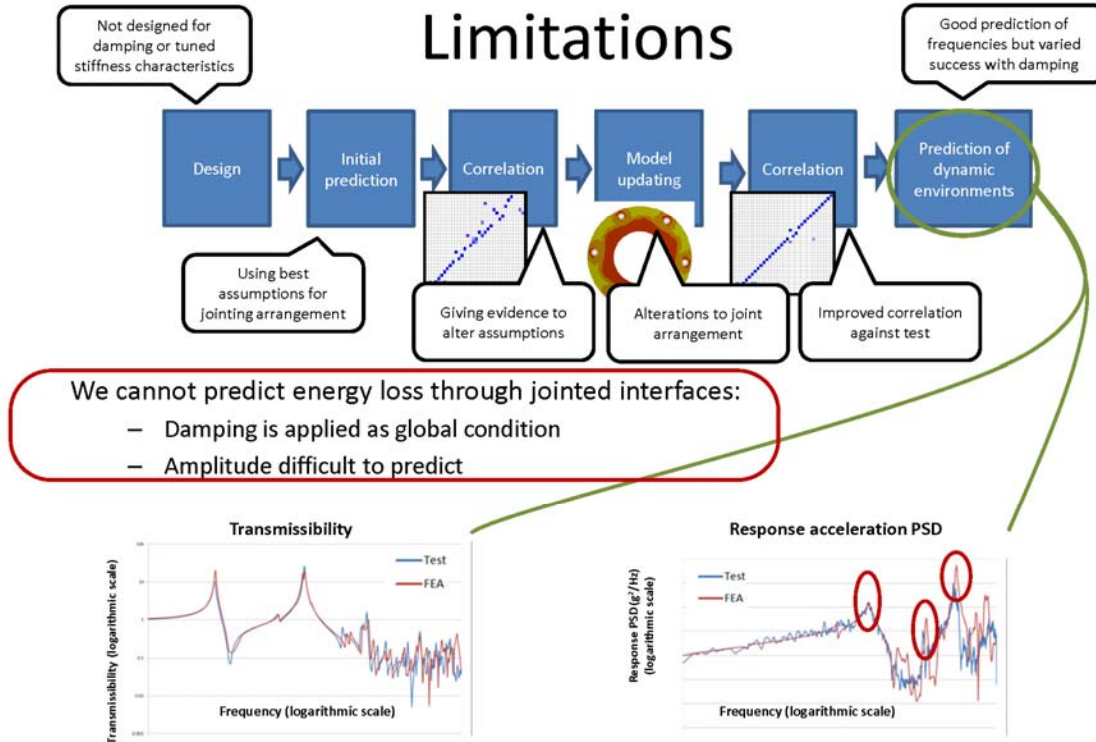 Limitations
Not designed for
damping or tuned
stiffness characteristics
Good prediction of
frequencies but varied
success with damping
Design
Initial
prediction
Correlation
Model
updating
Correlation
Prediction of
dynamic
environments
Using best
assumptions for
jointing arrangement
Giving evidence to
alter assumptions
Alterations to joint
arrangement
Improved correlation
against test
We cannot predict energy loss through jointed interfaces:
– Damping is applied as global condition
– Amplitude difficult to predict
Transmissibility
Test
FEA
Transmissibility (logarithmic scale)
Frequency (logarithmic scale)
Response acceleration PSD
Test
FEA
Response PSD (g²/Hz)
(logarithmic scale)
Frequency (logarithmic scale)